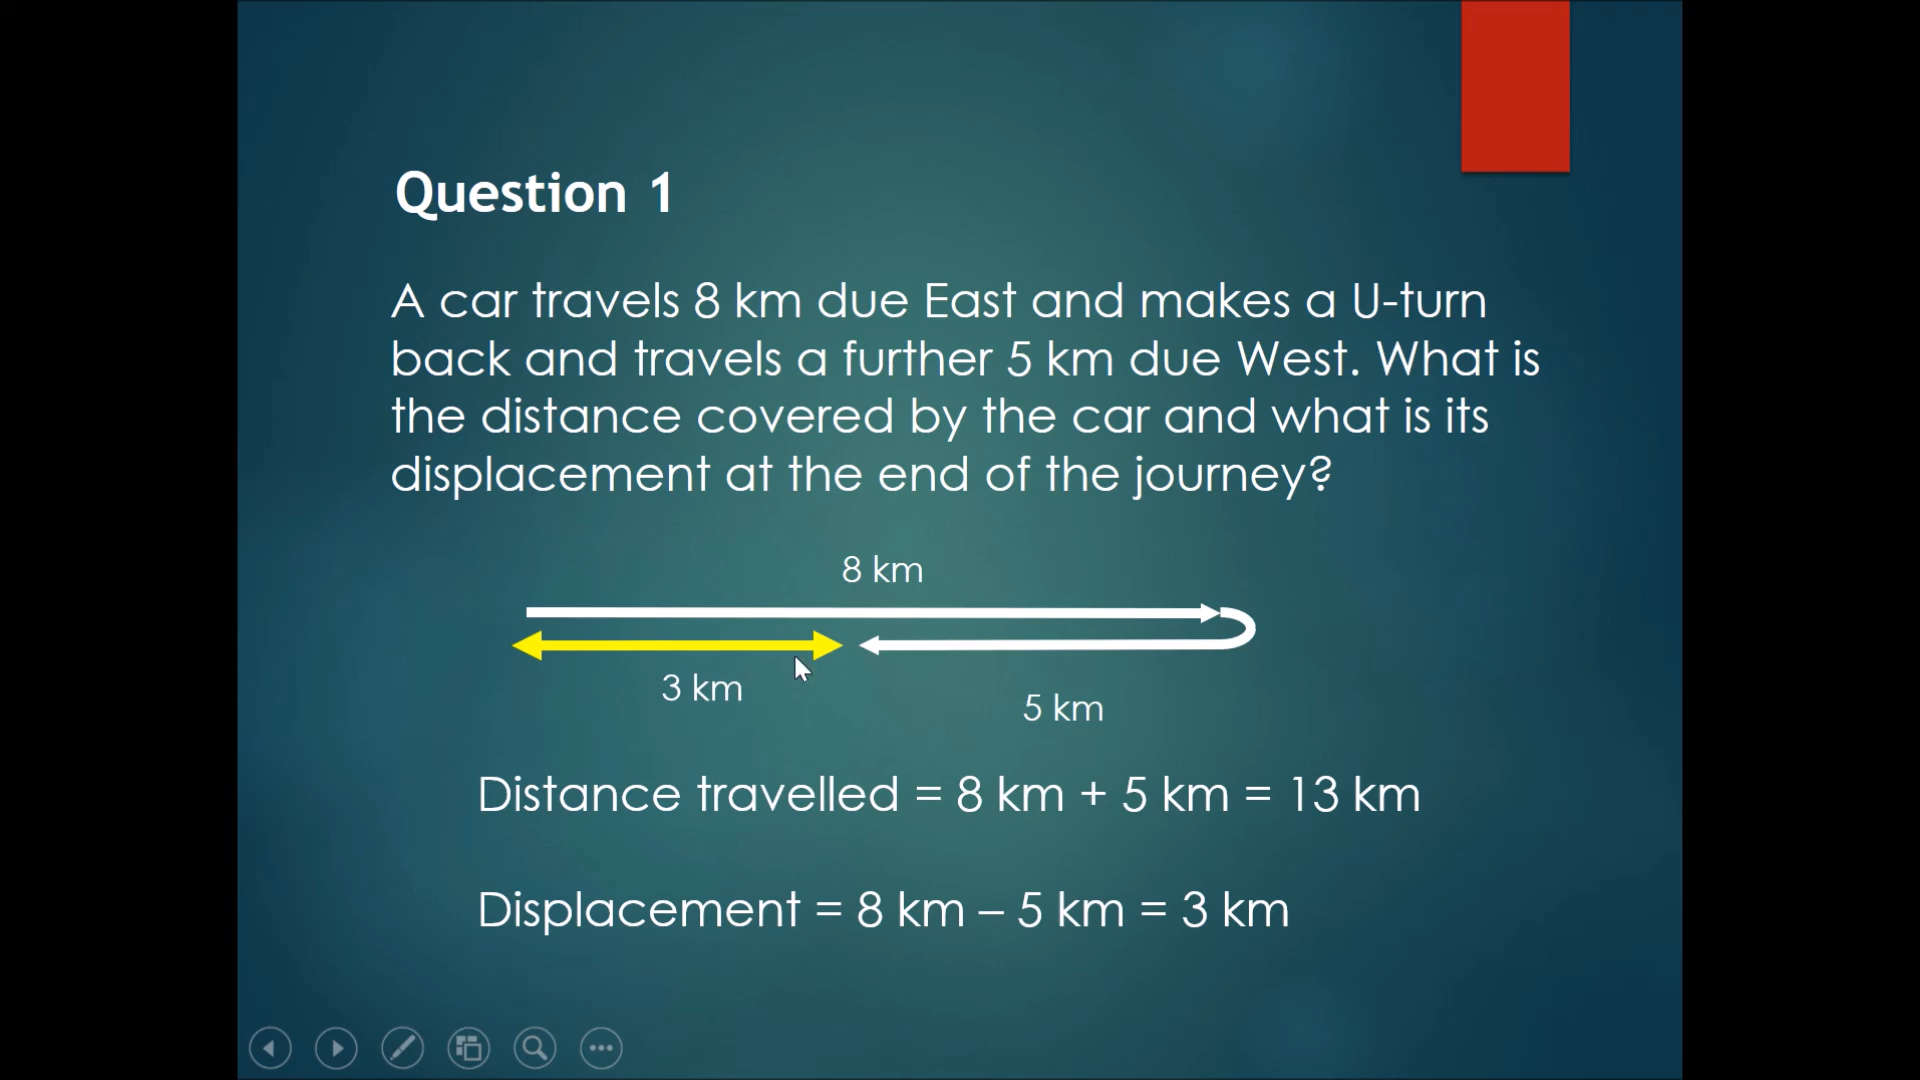 Question 1
A car travels 8 km due East and makes a U-turn
back and travels a further 5 km due West. What is
the distance covered by the car and what is its
displacement at the end of the journey?
8 km
3 km
5 km
Distance travelled = 8 km + 5 km = 13 km
Displacement = 8 km – 5 km = 3 km